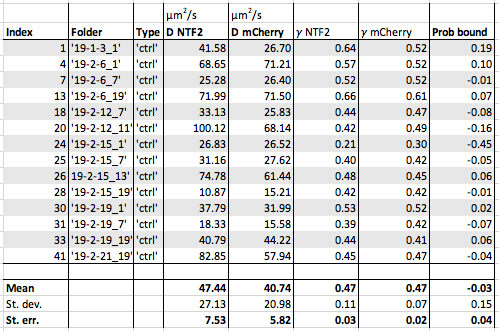 μm²/s μm²/s
Index Folder Type D NTF2 D mCherry γ NTF2 γ mCherry Prob bound
1 '19-1-3_1' 'ctrl' 41.58 26.70 0.64 0.52 0.19
4 '19-2-6_1' 'ctrl' 68.65 71.21 0.57 0.52 0.10
7 '19-2-6_7' 'ctrl' 25.28 26.40 0.52 0.52 -0.01
13 '19-2-6_19' 'ctrl' 71.99 71.50 0.66 0.61 0.07
18 '19-2-12_7' 'ctrl' 33.13 25.83 0.44 0.47 -0.08
20 '19-2-12_11' 'ctrl' 100.12 68.14 0.42 0.49 -0.16
24 '19-2-15_1' 'ctrl' 26.83 26.52 0.21 0.30 -0.45
25 '19-2-15_7' 'ctrl' 31.16 27.62 0.40 0.42 -0.05
26 19-2-15_13' 'ctrl' 74.78 61.44 0.48 0.45 0.06
28 '19-2-15_19' 'ctrl' 10.87 15.21 0.42 0.42 -0.01
30 '19-2-19_1' 'ctrl' 37.79 31.99 0.53 0.52 0.02
31 '19-2-19_7' 'ctrl' 18.33 15.58 0.39 0.42 -0.07
33 '19-2-19_19' 'ctrl' 40.79 44.22 0.44 0.41 0.06
41 '19-2-21_19' 'ctrl' 82.85 57.94 0.45 0.47 -0.04
Mean 47.44 40.74 0.47 0.47 -0.03
St. dev. 27.13 20.98 0.11 0.07 0.15
St. err. 7.53 5.82 0.03 0.02 0.04